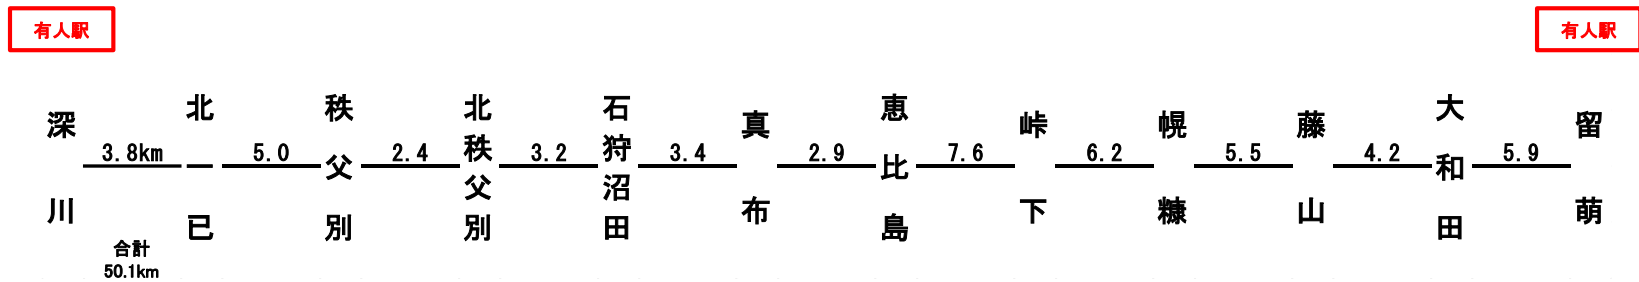 有人駅
有人駅
深川
3.8km
北一已
5.0
秩父別
2.4
北秩父別
3.2
石狩沼田
3.4
真布
2.9
恵比島
7.6
峠下
6.2
幌糠
5.5
藤山
4.2
大和田
5.9
留萌
合計
50.1km